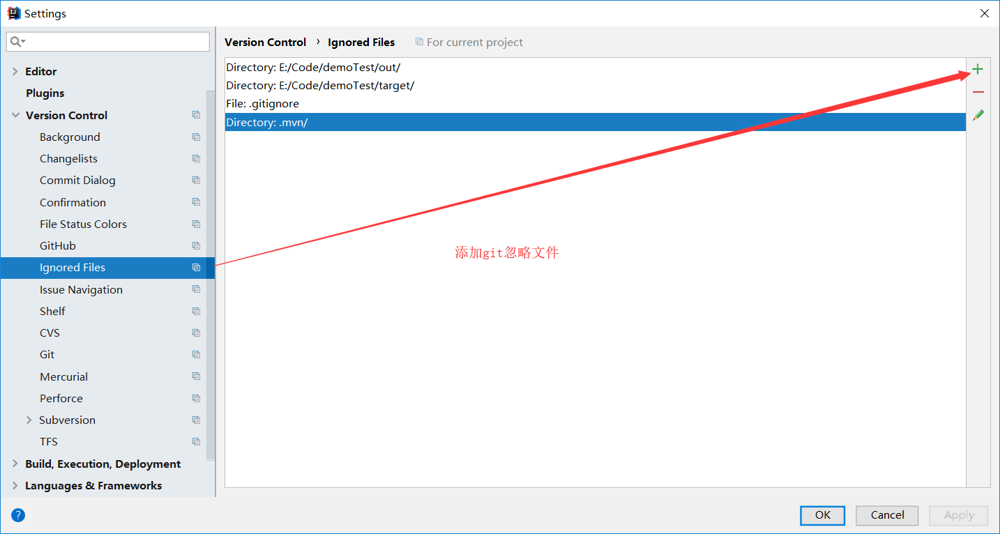 Settings
Editor
Plugins
Version Control
Background
Changelists
Commit Dialog
Confirmation
File Status Colors
GitHub
Ignored Files
Issue Navigation
Shelf
CVS
Git
Mercurial
Perforce
Subversion
TFS
Build, Execution, Deployment
Languages & Frameworks
Version Control › Ignored Files For current project
Directory: E:/Code/demoTest/out/
Directory: E:/Code/demoTest/target/
File: .gitignore
Directory: .mvn/
添加git忽略文件
?
OK Cancel Apply